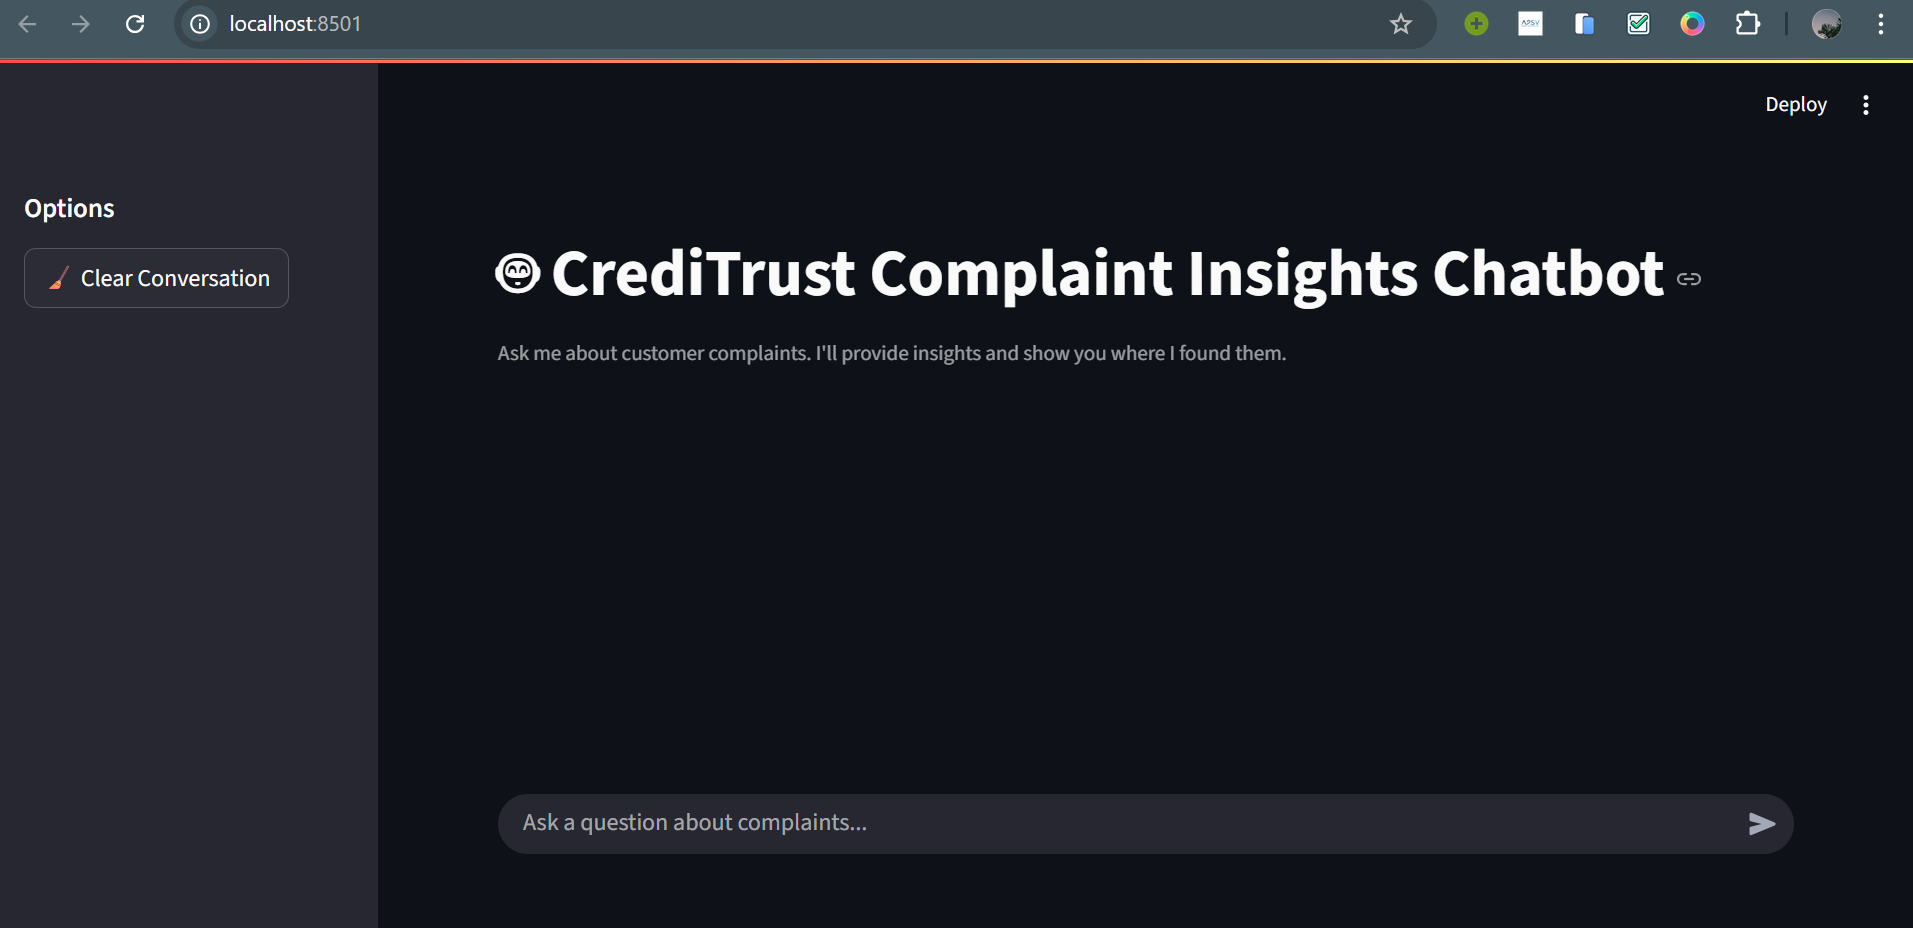 localhost:8501
Deploy
Options
Clear Conversation
CrediTrust Complaint Insights Chatbot
Ask me about customer complaints. I'll provide insights and show you where I found them.
Ask a question about complaints...